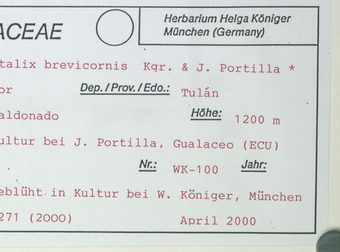 ACEAE
Herbarium Helga Königer
München (Germany)
talix brevicornis Kgr. & J. Portilla *
or Dep./Prov./Edo.: Tulán
aldonado Höhe: 1200 m
ultur bei J. Portilla, Gualaceo (ECU)
Nr.: WK-100 Jahr:
eblüht in Kultur bei W. Königer, München
271 (2000) April 2000